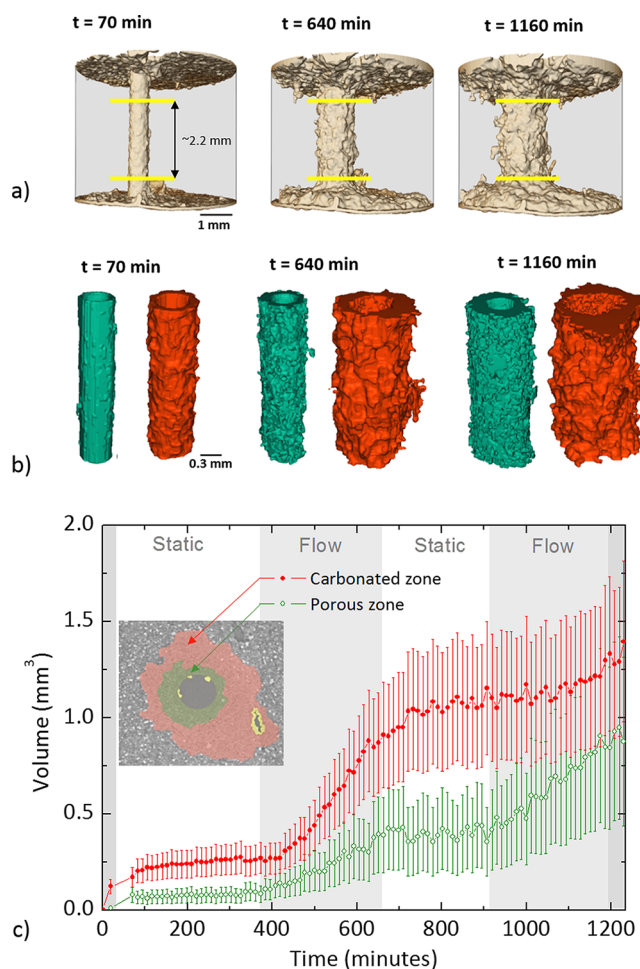 t = 70 min
t = 640 min
t = 1160 min
~2.2 mm
1 mm
a)
t = 70 min
t = 640 min
t = 1160 min
0.3 mm
b)
2.0
Static
Flow
Static
Flow
Carbonated zone
Porous zone
1.5
1.0
0.5
0.0
Volume (mm³)
0
200
400
600
800
1000
1200
c)
Time (minutes)